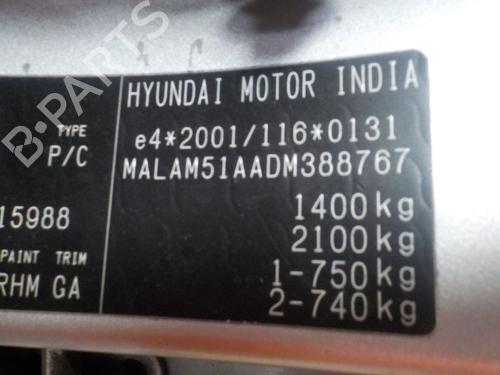 HYUNDAI MOTOR INDIA
TYPE
P/C
e4*2001/116*0131
MALAM51AADM388767
15988
1400kg
2100kg
PAINT TRIM
RHM GA
1-750kg
2-740kg
B-PARTS